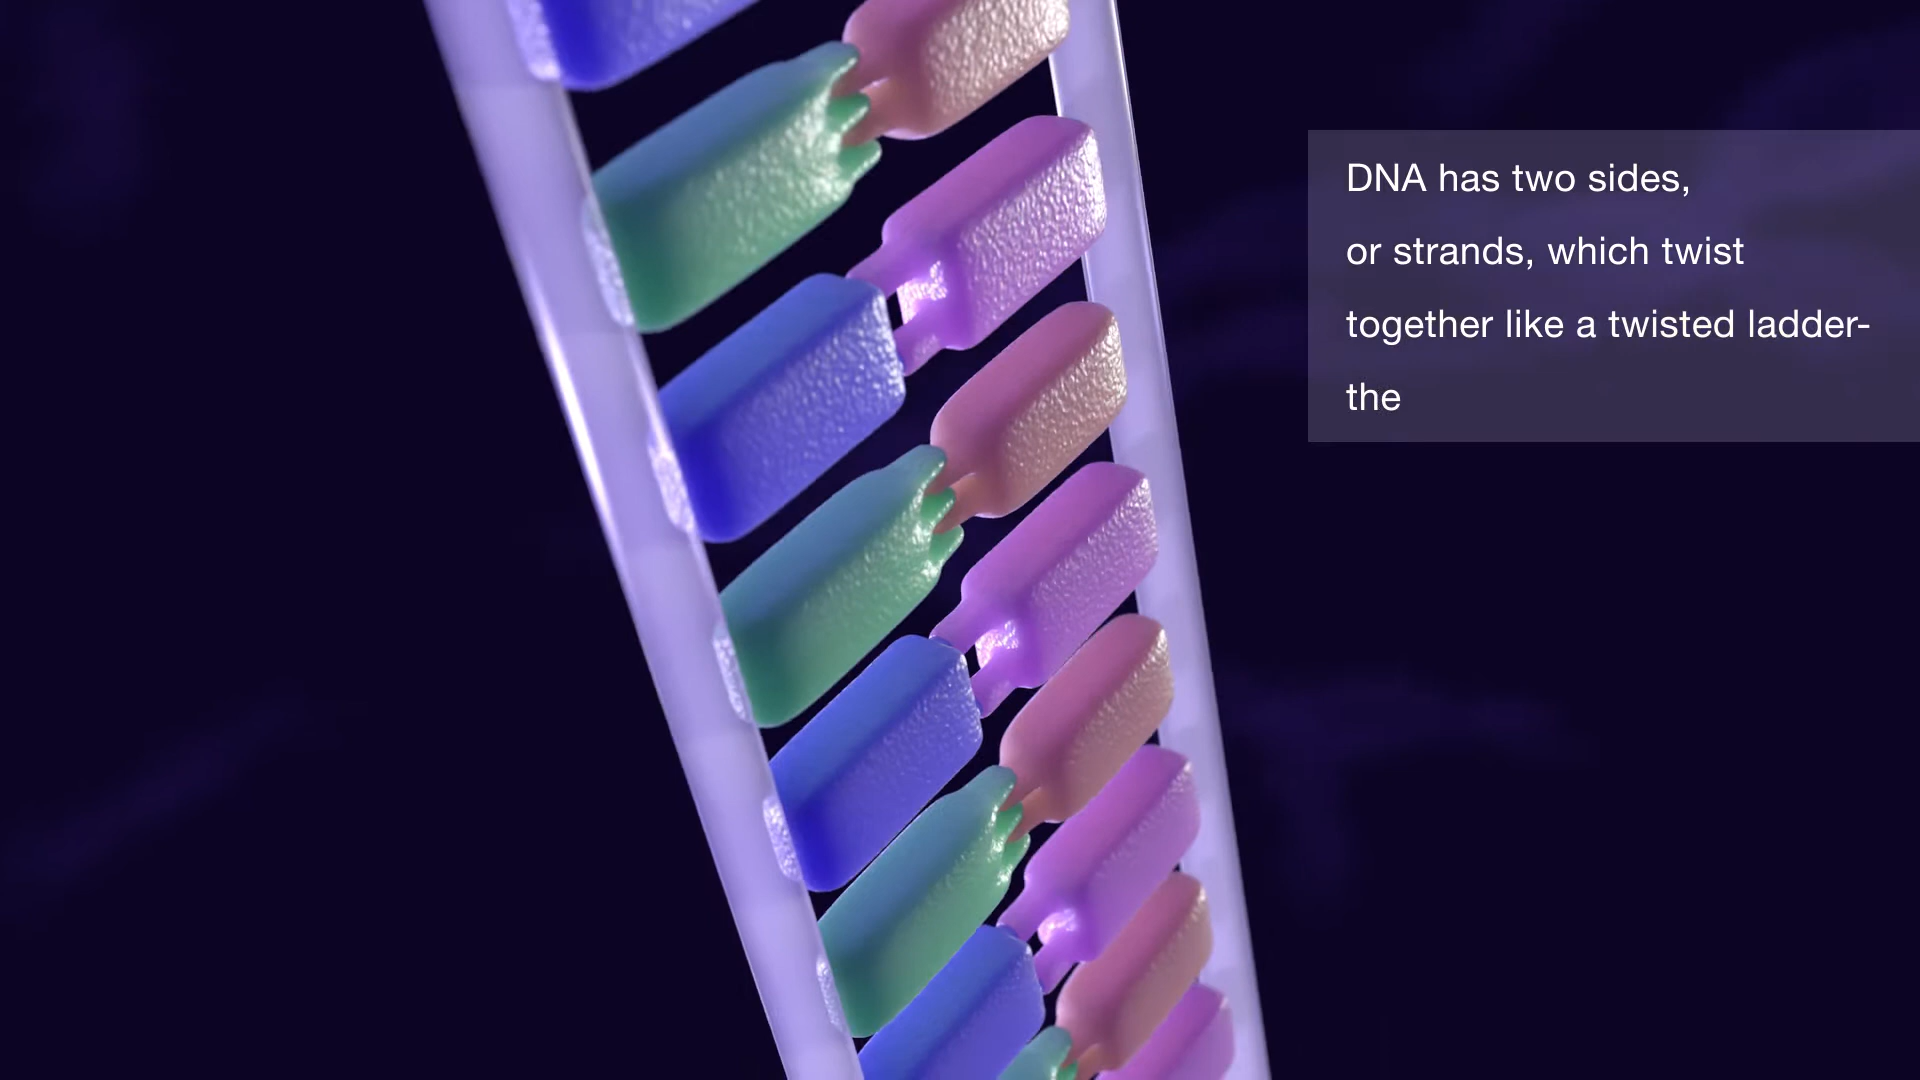 DNA has two sides,
or strands, which twist
together like a twisted ladder-
the